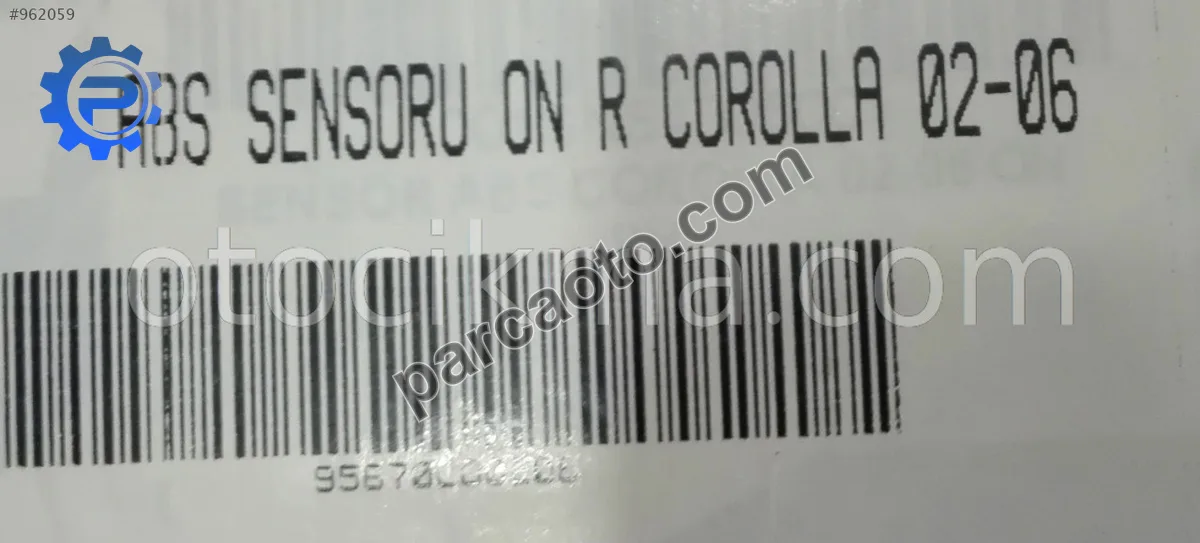 #962059
ABS SENSORU ON R COROLLA 02-06
otocikma.com
parcaoto.com